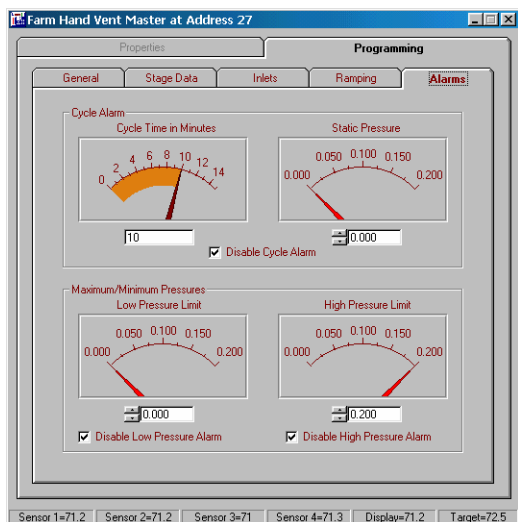 Farm Hand Vent Master at Address 27
Properties Programming
General Stage Data Inlets Ramping Alarms
Cycle Alarm
Cycle Time in Minutes
0 2 4 6 8 10 12 14
10
Static Pressure
0.000 0.050 0.100 0.150 0.200
0.000
Disable Cycle Alarm
Maximum/Minimum Pressures
Low Pressure Limit
0.000 0.050 0.100 0.150 0.200
0.000
Disable Low Pressure Alarm
High Pressure Limit
0.000 0.050 0.100 0.150 0.200
0.200
Disable High Pressure Alarm
Sensor 1=71.2 Sensor 2=71.2 Sensor 3=71 Sensor 4=71.3 Display=71.2 Target=72.5